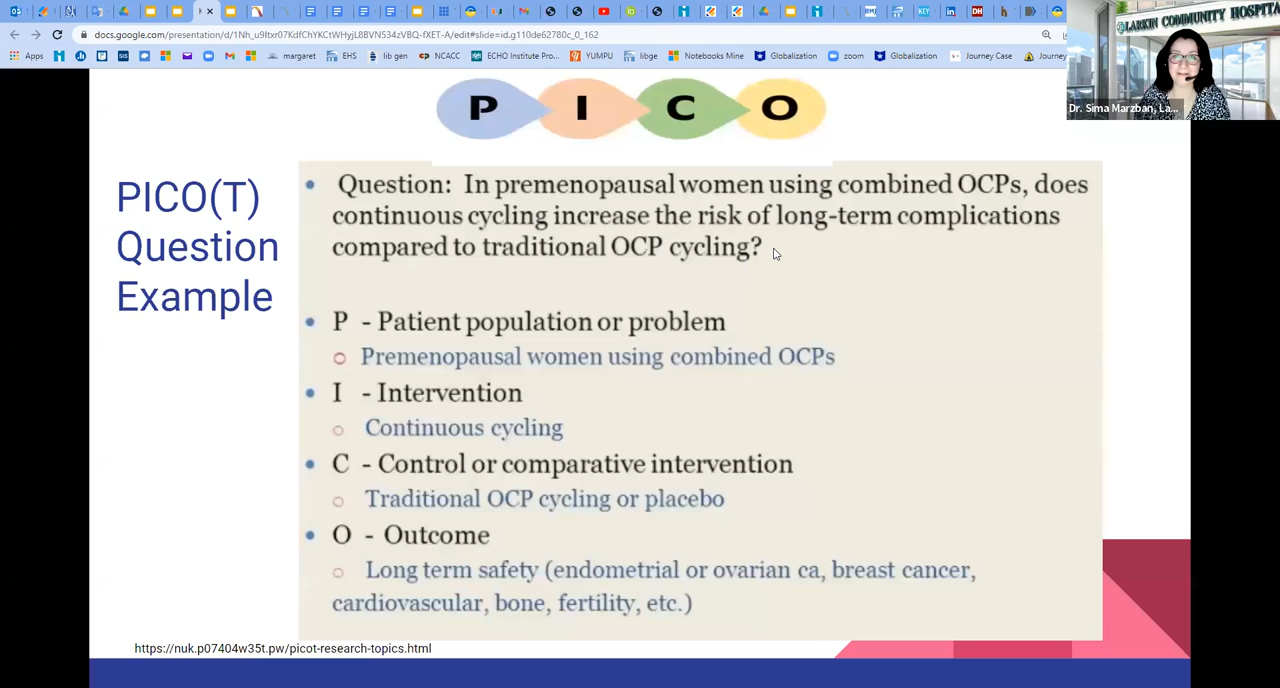 docs.google.com/presentation/d/1Nh_u9Itxr07KdfChYKCtWHyjL8BVN534zVBQ-3uET-A/edit#slide=id.g110de62780c_0_162
Apps
margaret
EHS
lib gen
NCACC
ECHO Institute Pro...
YUMPU
libge
Notebooks Mine
Globalization
zoom
Globalization
Journey Case
Journey
LARKIN COMMUNITY HOSPITA
Dr. Sima Marzban, La...
P I C O
PICO(T)
Question
Example
Question: In premenopausal women using combined OCPs, does
continuous cycling increase the risk of long-term complications
compared to traditional OCP cycling?
P - Patient population or problem
Premenopausal women using combined OCPs
I - Intervention
Continuous cycling
C - Control or comparative intervention
Traditional OCP cycling or placebo
O - Outcome
Long term safety (endometrial or ovarian ca, breast cancer,
cardiovascular, bone, fertility, etc.)
https://nuk.p07404w35t.pw/picot-research-topics.html